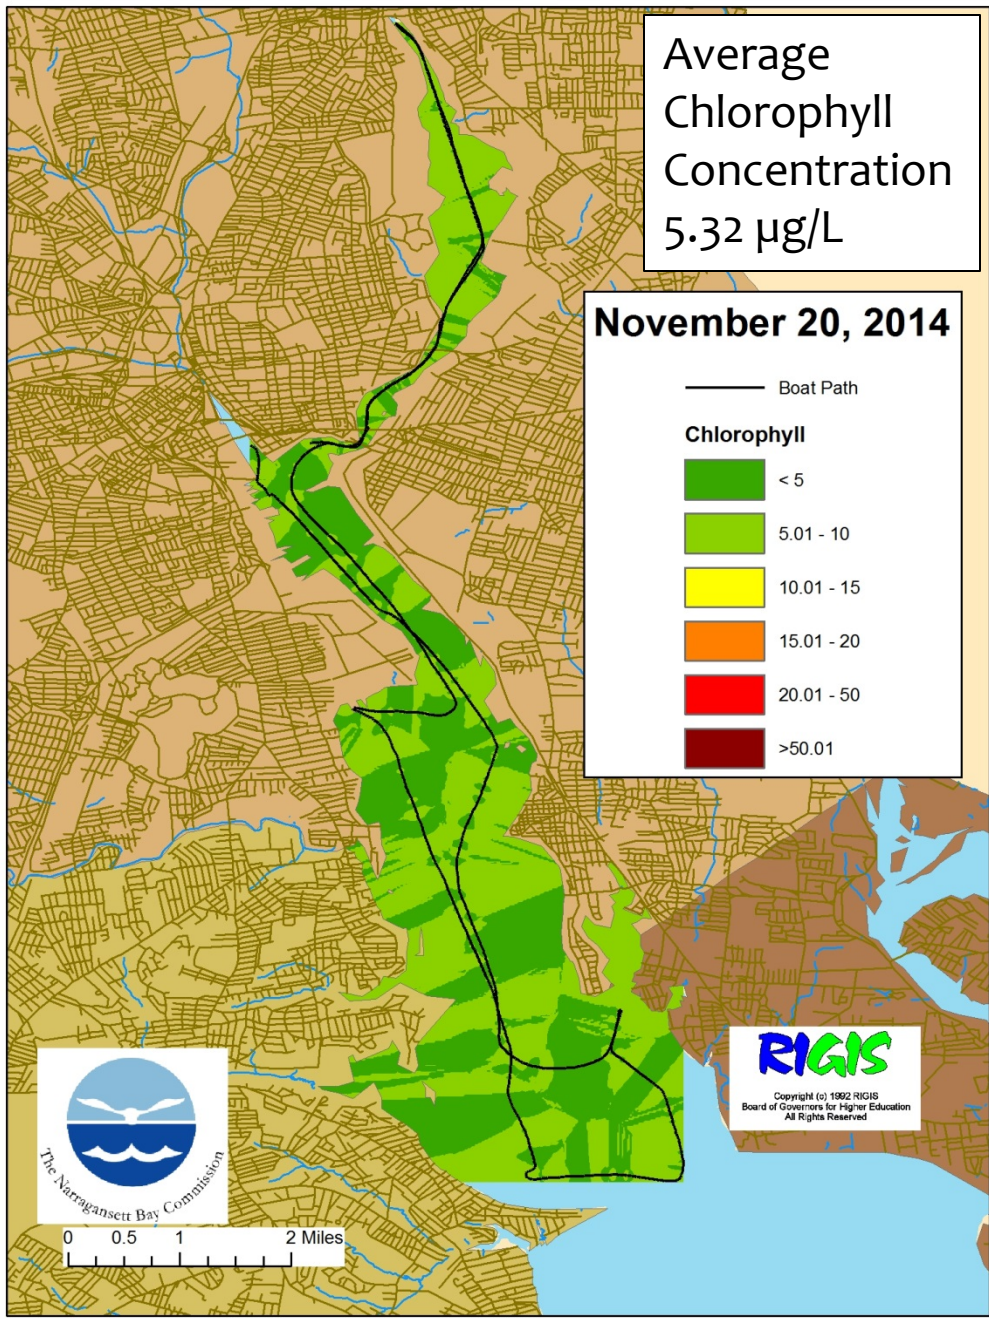 Average
Chlorophyll
Concentration
5.32 µg/L
November 20, 2014
Boat Path
Chlorophyll
< 5
5.01 - 10
10.01 - 15
15.01 - 20
20.01 - 50
>50.01
RIGIS
Copyright (c) 1992 RIGIS
Board of Governors for Higher Education
All Rights Reserved
The Narragansett Bay Commission
0 0.5 1 2 Miles